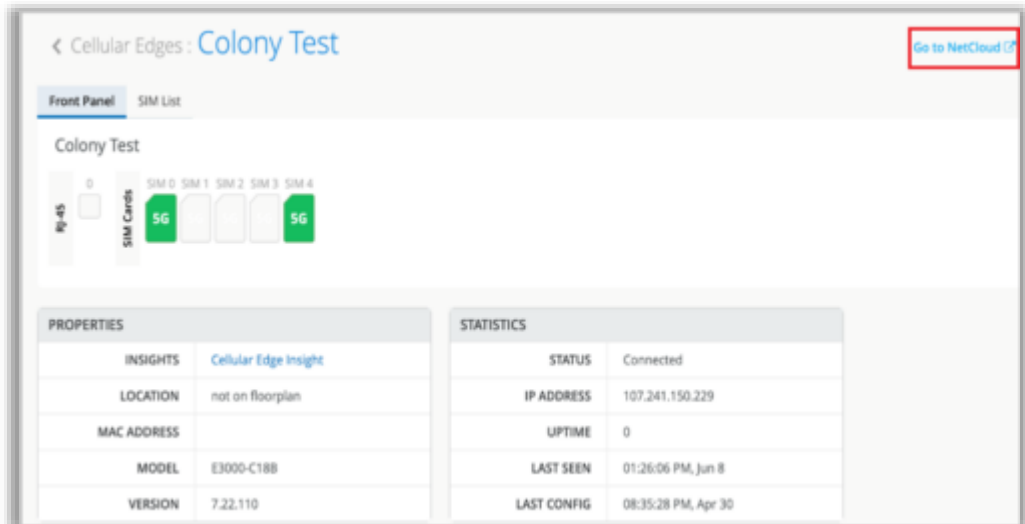 Cellular Edges : Colony Test
Go to NetCloud
Front Panel SIM List
Colony Test
RJ-45
0
SIM Cards
SIM 0 SIM 1 SIM 2 SIM 3 SIM 4
5G 5G
PROPERTIES
INSIGHTS Cellular Edge Insight
LOCATION not on floorplan
MAC ADDRESS
MODEL E3000-C18B
VERSION 7.22.110
STATISTICS
STATUS Connected
IP ADDRESS 107.241.150.229
UPTIME 0
LAST SEEN 01:26:06 PM, Jun 8
LAST CONFIG 08:35:28 PM, Apr 30